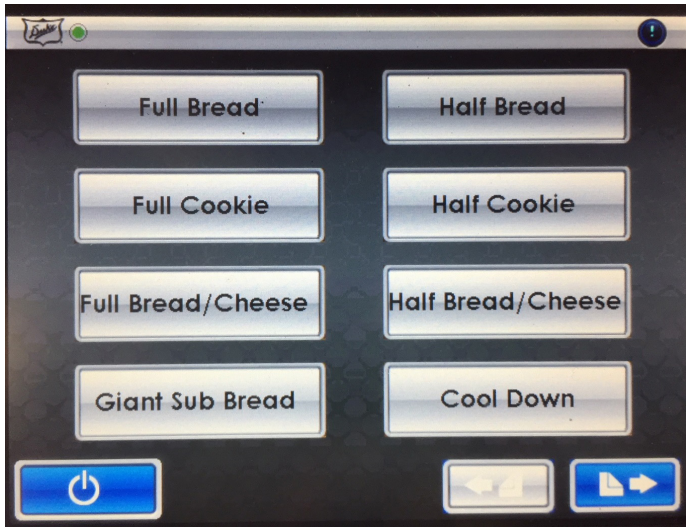 Duke
Full Bread
Half Bread
Full Cookie
Half Cookie
Full Bread/Cheese
Half Bread/Cheese
Giant Sub Bread
Cool Down